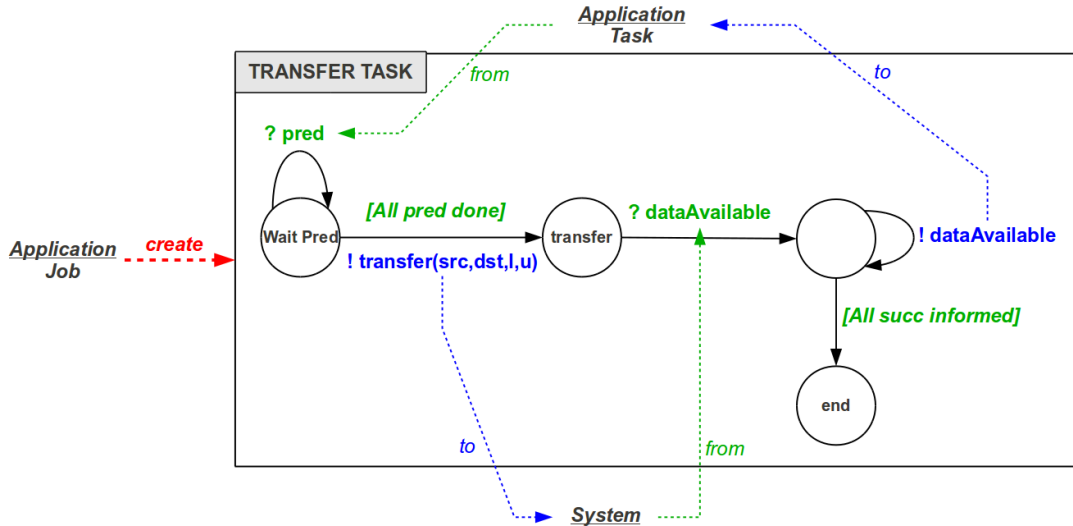 Application
Task
TRANSFER TASK
from
to
? pred
[All pred done]
? dataAvailable
Wait Pred
transfer
! dataAvailable
Application
Job
create
! transfer(src,dst,l,u)
[All succ informed]
end
to
from
System